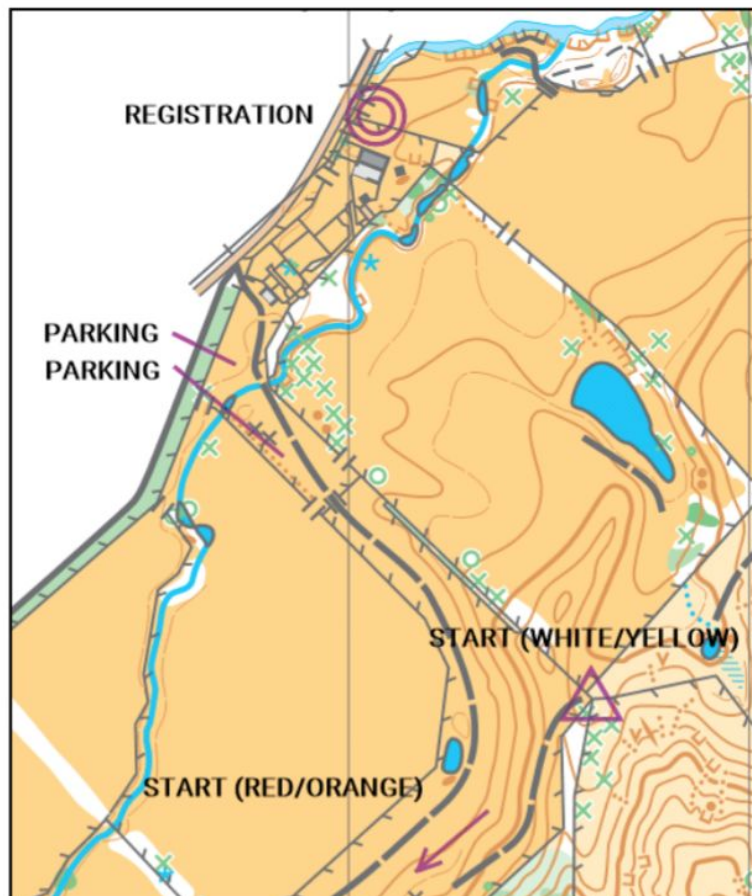 REGISTRATION
PARKING
PARKING
START (WHITE/YELLOW)
START (RED/ORANGE)